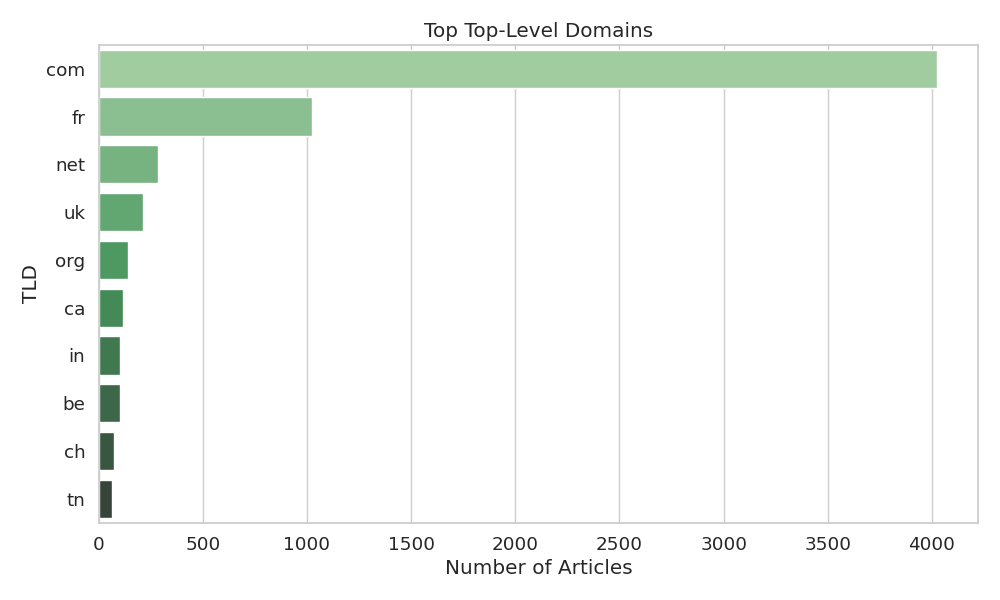 Top Top-Level Domains
com
fr
net
uk
org
ca
in
be
ch
tn
TLD
0 500 1000 1500 2000 2500 3000 3500 4000
Number of Articles